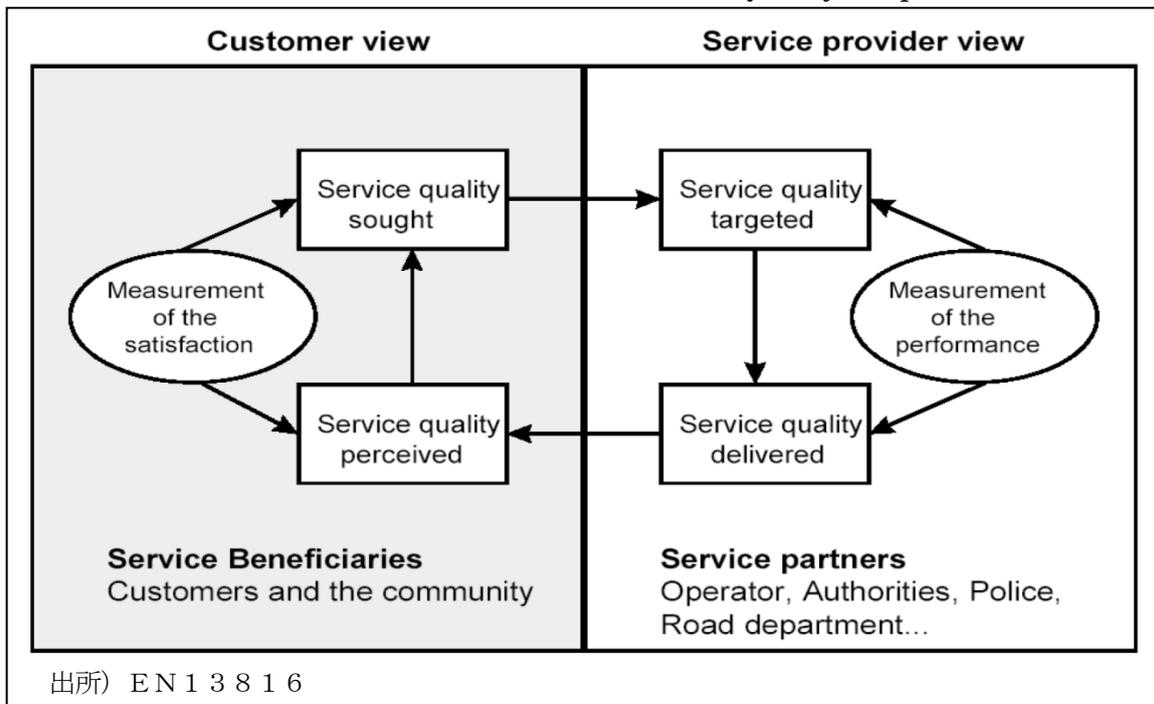 Customer view
Service provider view
Service quality
sought
Service quality
targeted
Measurement
of the
satisfaction
Measurement
of the
performance
Service quality
perceived
Service quality
delivered
Service Beneficiaries
Customers and the community
Service partners
Operator, Authorities, Police,
Road department...
出所）ＥＮ１３８１６